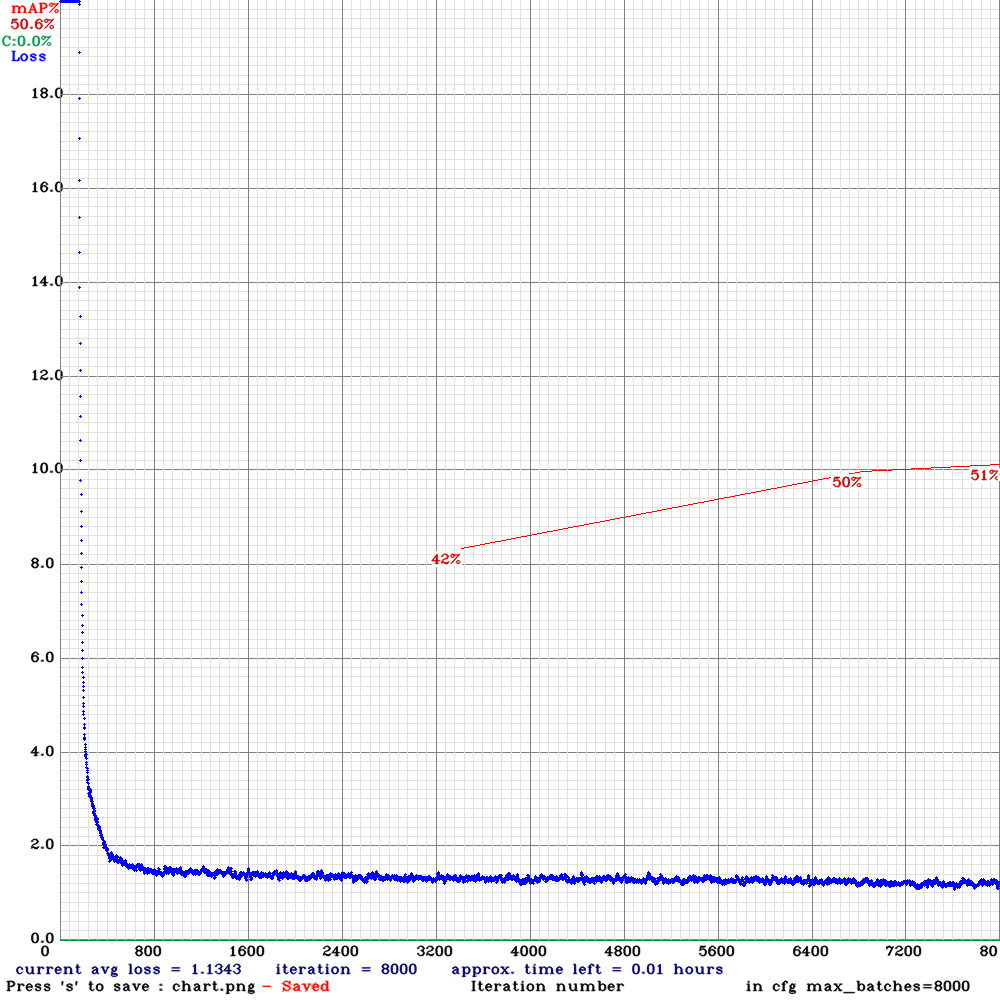 mAP%
50.6%
C:0.0%
Loss
18.0
16.0
14.0
12.0
10.0
50%
51%
42%
8.0
6.0
4.0
2.0
0.0
0 800 1600 2400 3200 4000 4800 5600 6400 7200 80
current avg loss = 1.1343 iteration = 8000 approx. time left = 0.01 hours
Press 's' to save : chart.png - Saved Iteration number in cfg max_batches=8000